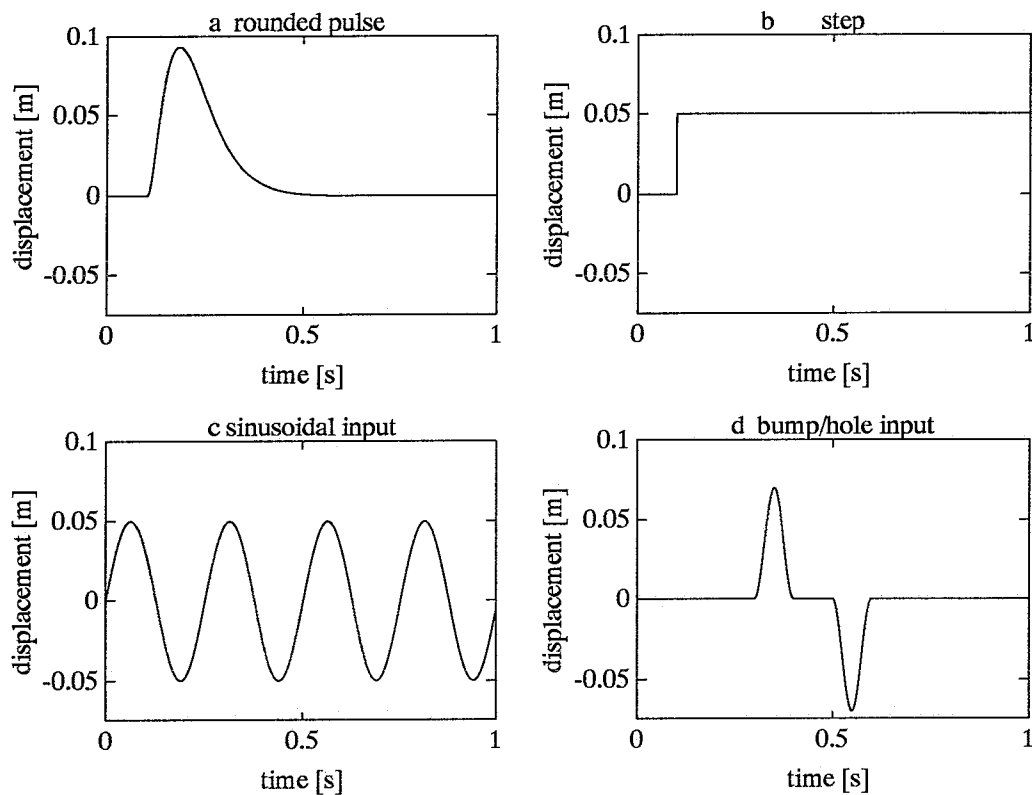 a rounded pulse
0.1
0.05
0
-0.05
displacement [m]
0
0.5
1
time [s]
b step
0.1
0.05
0
-0.05
displacement [m]
0
0.5
1
time [s]
c sinusoidal input
0.1
0.05
0
-0.05
displacement [m]
0
0.5
1
time [s]
d bump/hole input
0.1
0.05
0
-0.05
displacement [m]
0
0.5
1
time [s]